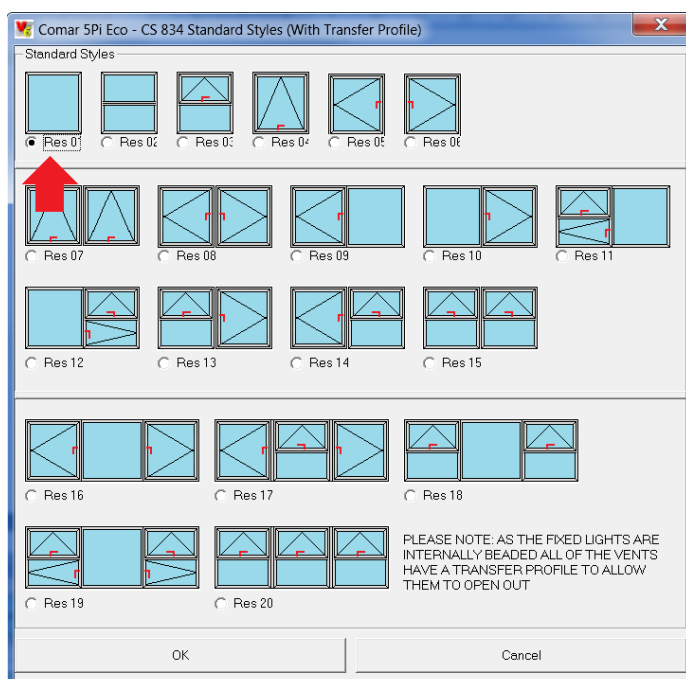 Comar 5Pi Eco - CS 834 Standard Styles (With Transfer Profile)
Standard Styles
Res 01 Res 02 Res 03 Res 04 Res 05 Res 06
Res 07 Res 08 Res 09 Res 10 Res 11
Res 12 Res 13 Res 14 Res 15
Res 16 Res 17 Res 18
Res 19 Res 20
PLEASE NOTE: AS THE FIXED LIGHTS ARE
INTERNALLY BEADED ALL OF THE VENTS
HAVE A TRANSFER PROFILE TO ALLOW
THEM TO OPEN OUT
OK Cancel